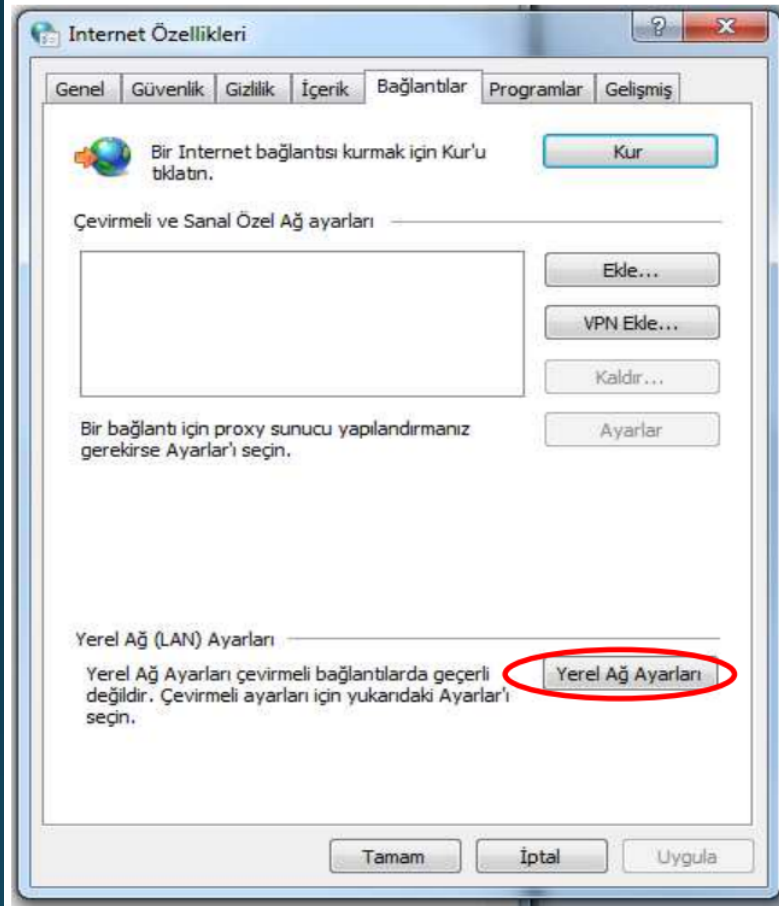 Internet Özellikleri
Genel Güvenlik Gizlilik İçerik Bağlantılar Programlar Gelişmiş
Bir Internet bağlantısı kurmak için Kur'u
tıklatın.
Kur
Çevirmeli ve Sanal Özel Ağ ayarları
Ekle...
VPN Ekle...
Kaldır...
Bir bağlantı için proxy sunucu yapılandırmanız
gerekirse Ayarlar'ı seçin.
Ayarlar
Yerel Ağ (LAN) Ayarları
Yerel Ağ Ayarları çevirmeli bağlantılarda geçerli
değildir. Çevirmeli ayarları için yukarıdaki Ayarlar'ı
seçin.
Yerel Ağ Ayarları
Tamam İptal Uygula